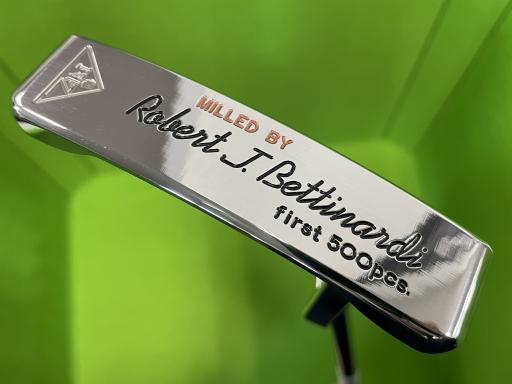 MILLED BY
Robert J. Bettinardi
first 500pcs.